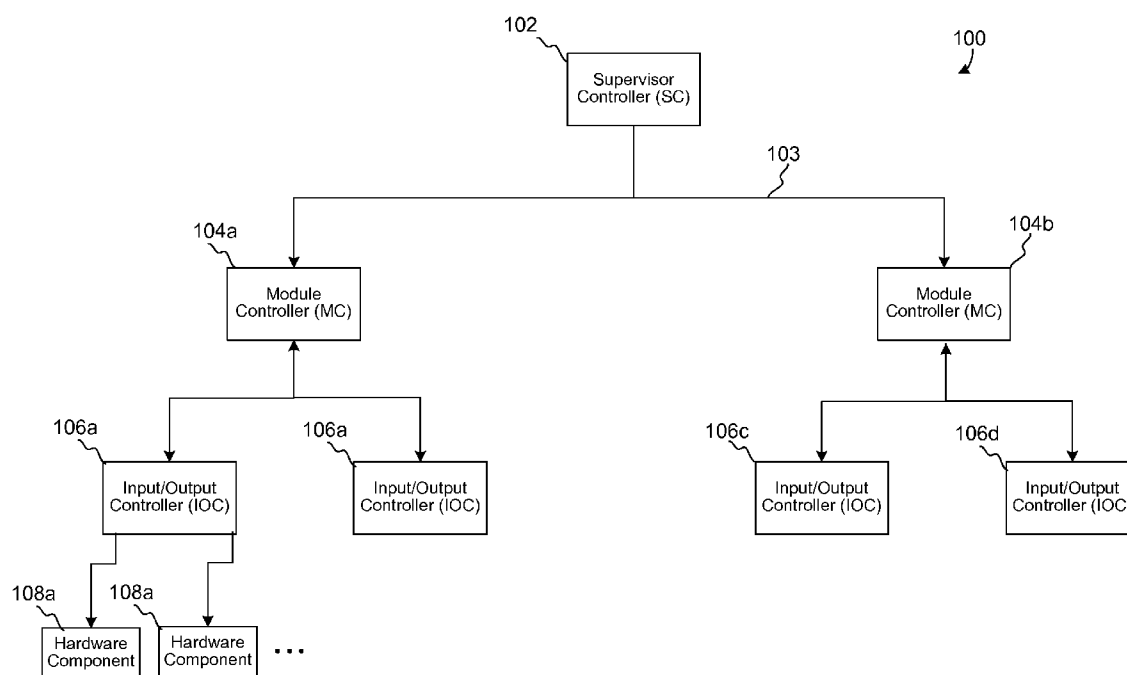 102
100
Supervisor
Controller (SC)
103
104a
104b
Module
Controller (MC)
Module
Controller (MC)
106a
106a
106c
106d
Input/Output
Controller (IOC)
Input/Output
Controller (IOC)
Input/Output
Controller (IOC)
Input/Output
Controller (IOC)
108a
108a
Hardware
Component
Hardware
Component
...